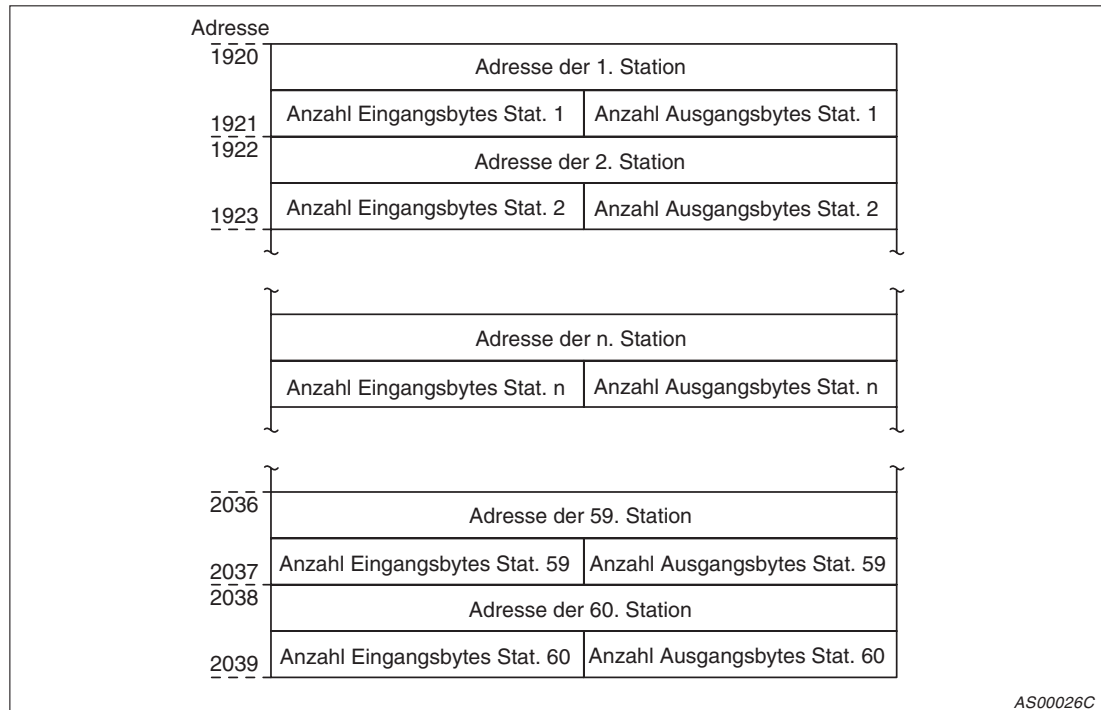 Adresse
1920
Adresse der 1. Station
Anzahl Eingangsbytes Stat. 1 Anzahl Ausgangsbytes Stat. 1
1921
1922
Adresse der 2. Station
Anzahl Eingangsbytes Stat. 2 Anzahl Ausgangsbytes Stat. 2
1923
Adresse der n. Station
Anzahl Eingangsbytes Stat. n Anzahl Ausgangsbytes Stat. n
2036
Adresse der 59. Station
Anzahl Eingangsbytes Stat. 59 Anzahl Ausgangsbytes Stat. 59
2037
2038
Adresse der 60. Station
Anzahl Eingangsbytes Stat. 60 Anzahl Ausgangsbytes Stat. 60
2039
AS00026C